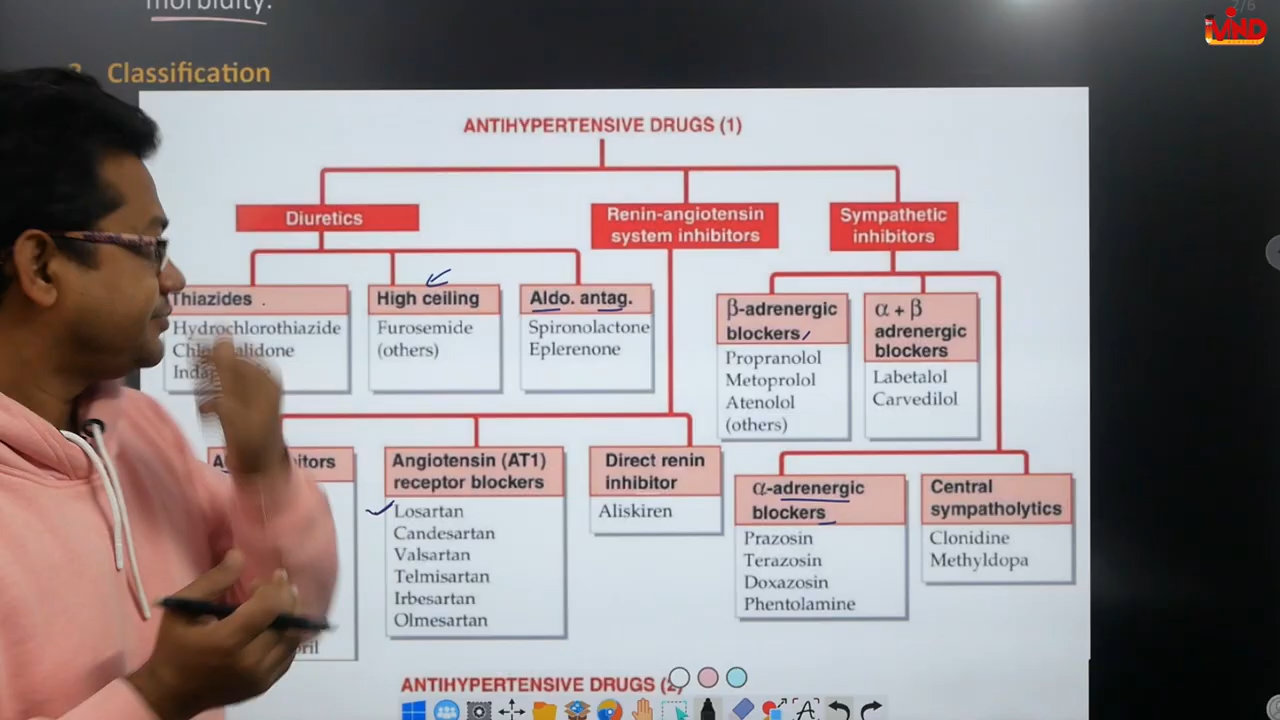 morbidity.
2/6
Classification
ANTIHYPERTENSIVE DRUGS (1)
Diuretics
Renin-angiotensin
system inhibitors
Sympathetic
inhibitors
Thiazides
Hydrochlorothiazide
High ceiling
Furosemide
(others)
Aldo. antag.
Spironolactone
Eplerenone
β-adrenergic
blockers
Propranolol
Metoprolol
Atenolol
(others)
α + β
adrenergic
blockers
Labetalol
Carvedilol
Angiotensin (AT1)
receptor blockers
Losartan
Candesartan
Valsartan
Telmisartan
Irbesartan
Olmesartan
Direct renin
inhibitor
Aliskiren
α-adrenergic
blockers
Prazosin
Terazosin
Doxazosin
Phentolamine
Central
sympatholytics
Clonidine
Methyldopa
ANTIHYPERTENSIVE DRUGS (2)